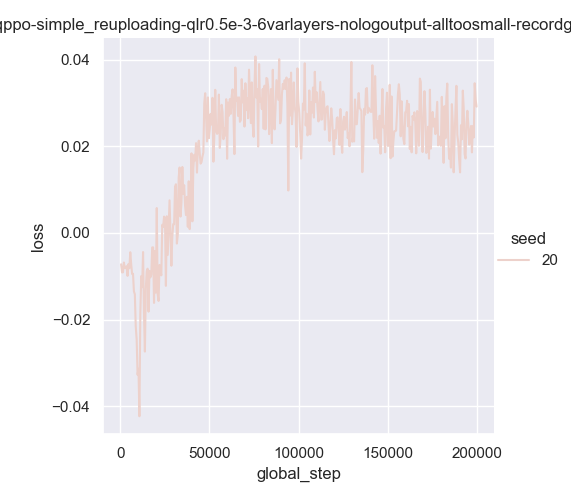 qppo-simple_reuploading-qlr0.5e-3-6varlayers-nologoutput-alltoosmall-recordg
0.04
0.02
0.00
−0.02
−0.04
loss
0
50000
100000
150000
200000
global_step
seed
20